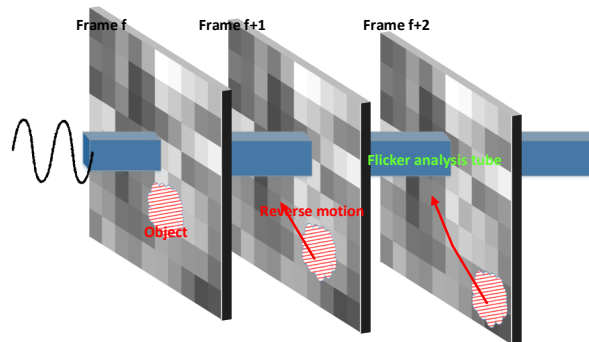 Frame f
Frame f+1
Frame f+2
Flicker analysis tube
Reverse motion
Object